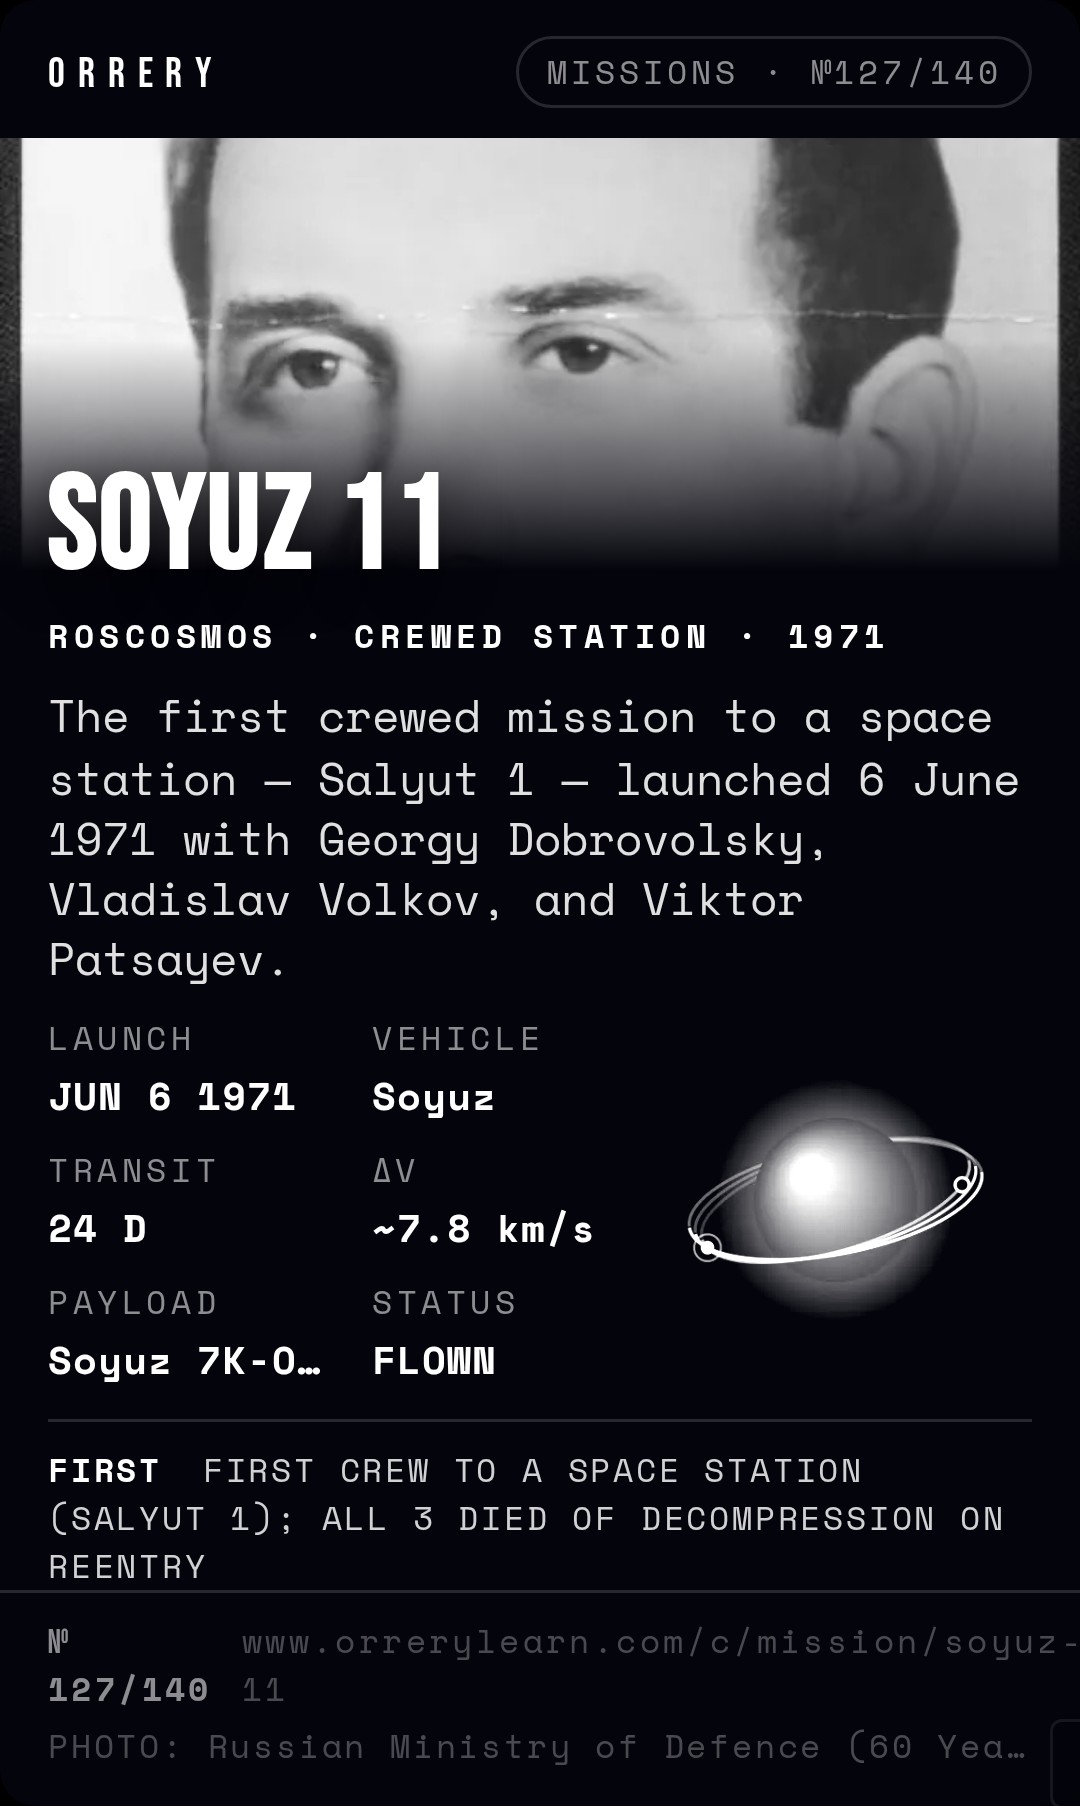 ORRERY
MISSIONS · №127/140
SOYUZ 11
ROSCOSMOS · CREWED STATION · 1971
The first crewed mission to a space
station — Salyut 1 — launched 6 June
1971 with Georgy Dobrovolsky,
Vladislav Volkov, and Viktor
Patsayev.
LAUNCH VEHICLE
JUN 6 1971 Soyuz
TRANSIT ΔV
24 D ~7.8 km/s
PAYLOAD STATUS
Soyuz 7K-O… FLOWN
FIRST FIRST CREW TO A SPACE STATION
(SALYUT 1); ALL 3 DIED OF DECOMPRESSION ON
REENTRY
№ www.orrerylearn.com/c/mission/soyuz-
127/140 11
PHOTO: Russian Ministry of Defence (60 Yea…